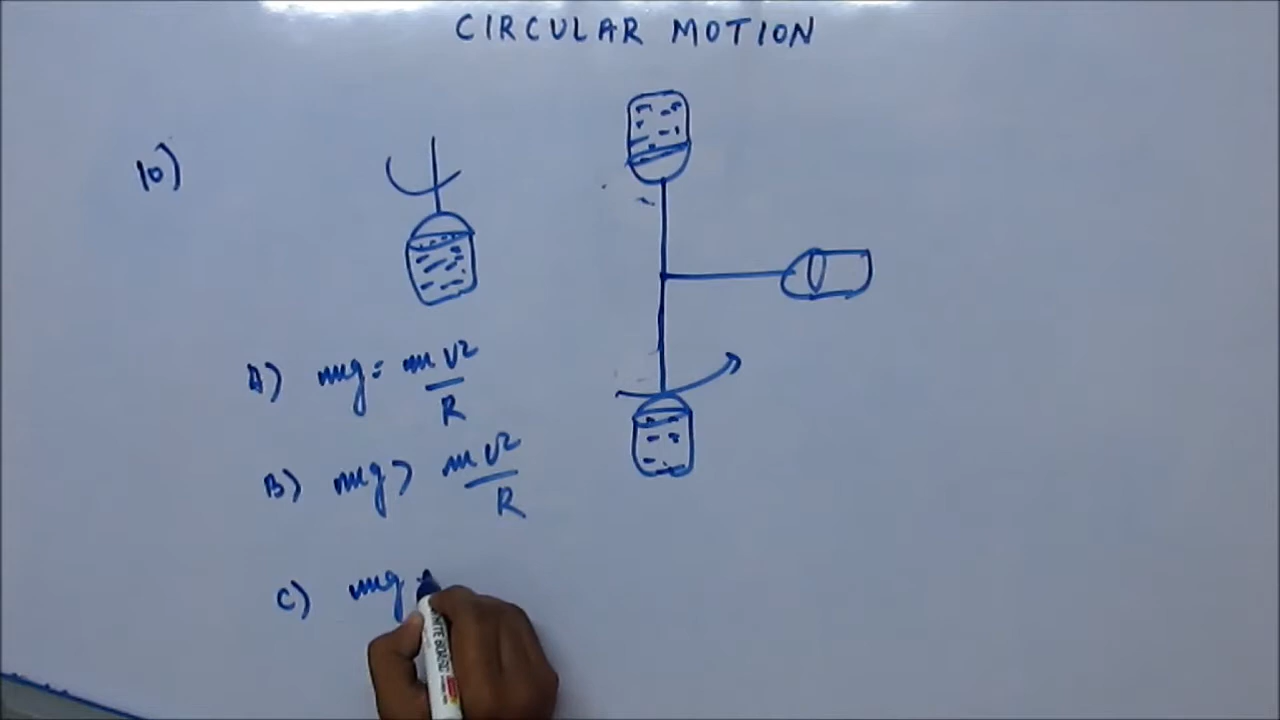 CIRCULAR MOTION
10)
A) mg = mv²/R
B) mg > mv²/R
C) mg